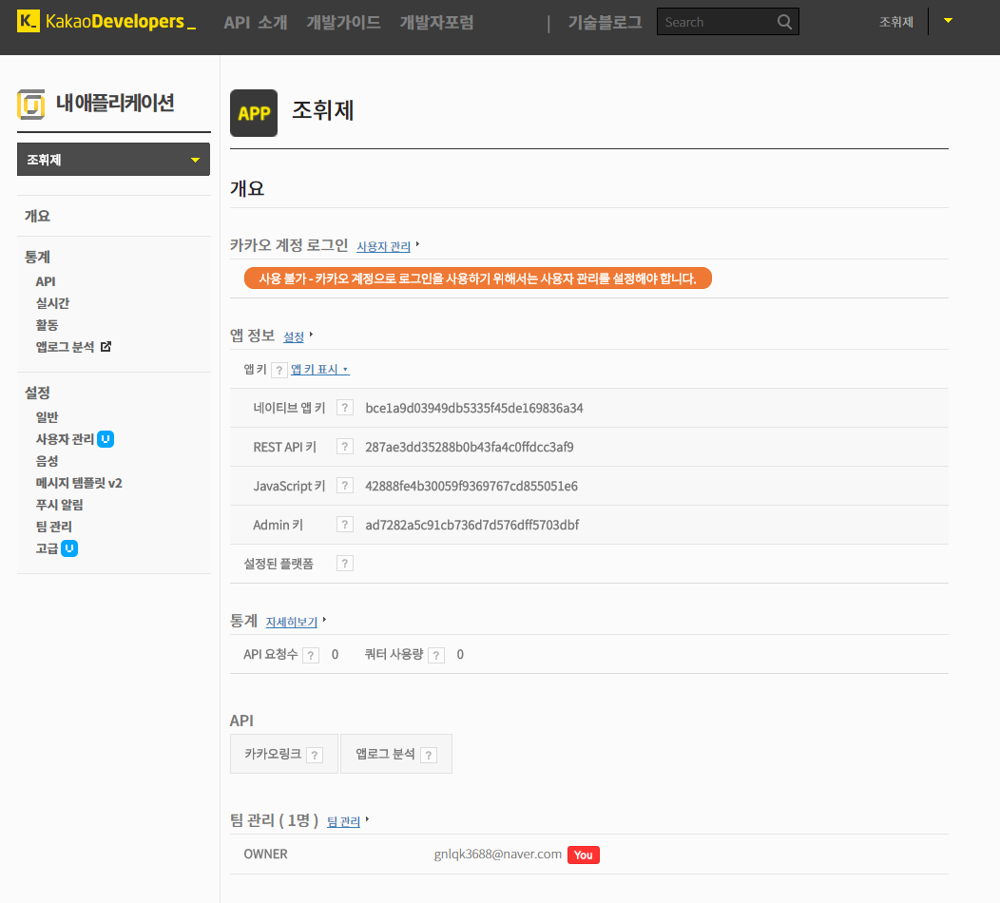 K_ KakaoDevelopers_ API 소개 개발가이드 개발자포럼 | 기술블로그 Search 조휘제
내 애플리케이션
조휘제
개요
통계
API
실시간
활동
앱로그 분석
설정
일반
사용자 관리 U
음성
메시지 템플릿 v2
푸시 알림
팀 관리
고급 U
APP 조휘제
개요
카카오 계정 로그인 사용자 관리
사용 불가 - 카카오 계정으로 로그인을 사용하기 위해서는 사용자 관리를 설정해야 합니다.
앱 정보 설정
앱 키 ? 앱 키 표시
네이티브 앱 키 ? bce1a9d03949db5335f45de169836a34
REST API 키 ? 287ae3dd35288b0b43fa4c0ffdcc3af9
JavaScript 키 ? 42888fe4b30059f9369767cd855051e6
Admin 키 ? ad7282a5c91cb736d7d576dff5703dbf
설정된 플랫폼 ?
통계 자세히보기
API 요청수 ? 0 쿼터 사용량 ? 0
API
카카오링크 ? 앱로그 분석 ?
팀 관리 ( 1명 ) 팀 관리
OWNER gnlqk3688@naver.com You